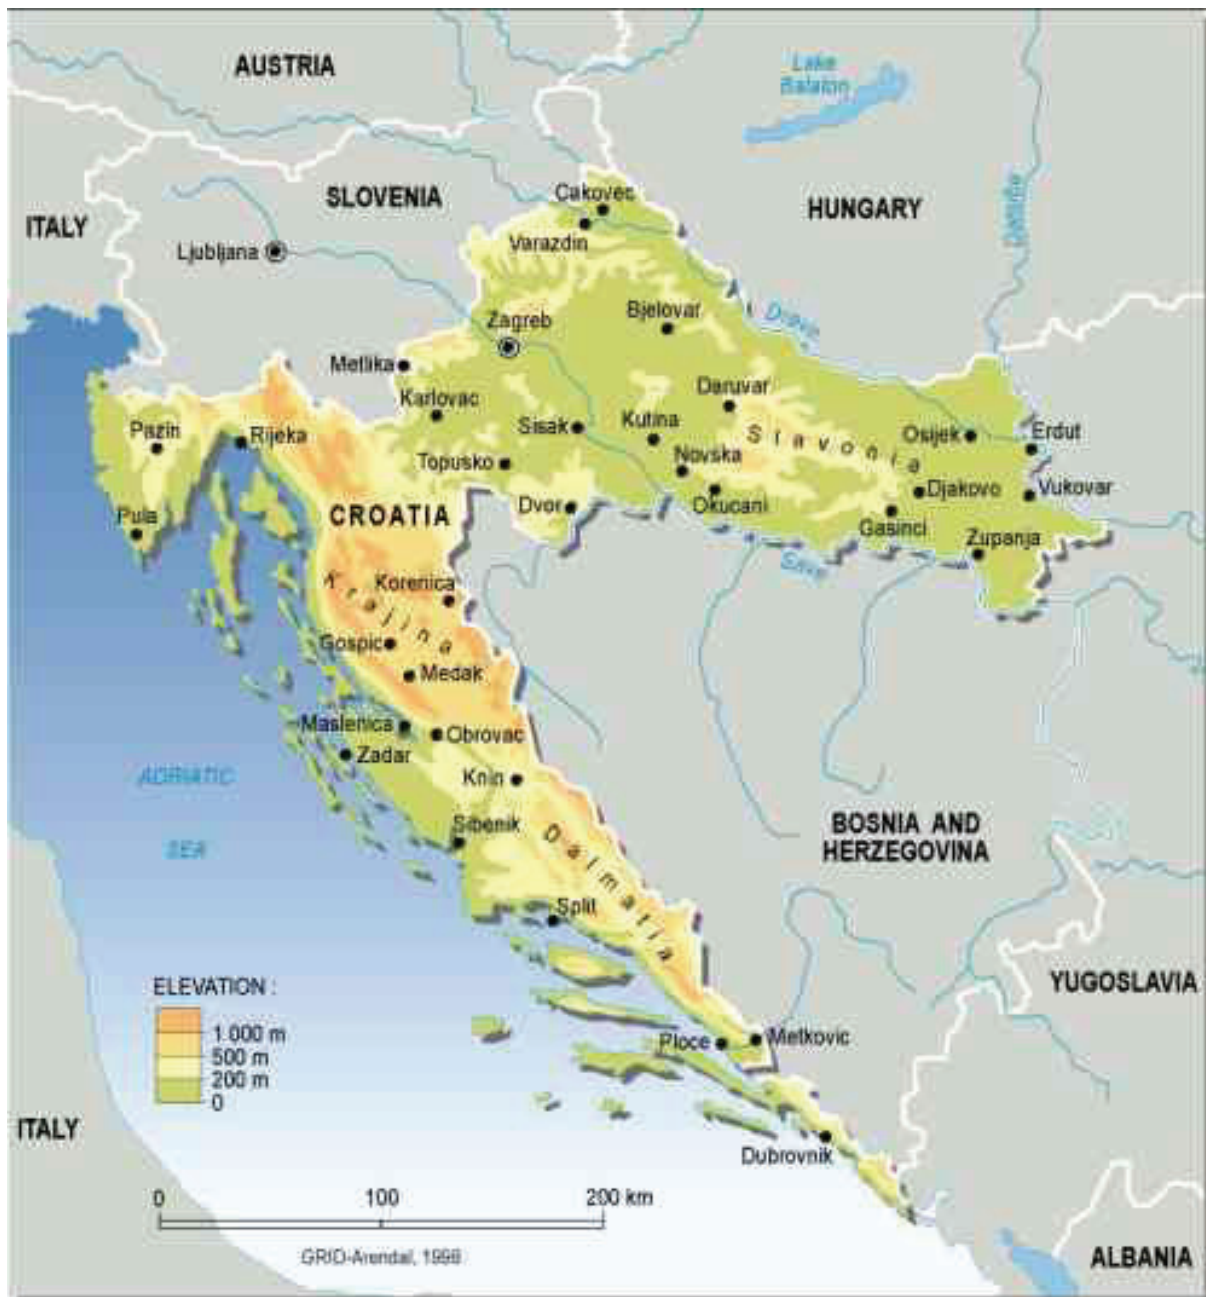 AUSTRIA
Lake
Balaton
SLOVENIA
Cakovec
HUNGARY
ITALY
Varazdin
Danube
Ljubljana
Bjelovar
Drave
Zagreb
Metlika
Karlovac
Daruvar
Pazin
Rijeka
Sisak
Kutina
Slavonia
Osijek
Erdut
Topusko
Novska
Pula
CROATIA
Dvor
Okucani
Djakovo
Vukovar
Gasinci
Zupanja
Save
Korenica
Krajina
Gospic
Medak
Maslenica
Obrovac
Zadar
ADRIATIC
SEA
Knin
Sibenik
Dalmatia
BOSNIA AND
HERZEGOVINA
Split
YUGOSLAVIA
ELEVATION :
1 000 m
500 m
200 m
0
Ploce
Metkovic
ITALY
Dubrovnik
0 100 200 km
GRID-Arendal, 1998
ALBANIA